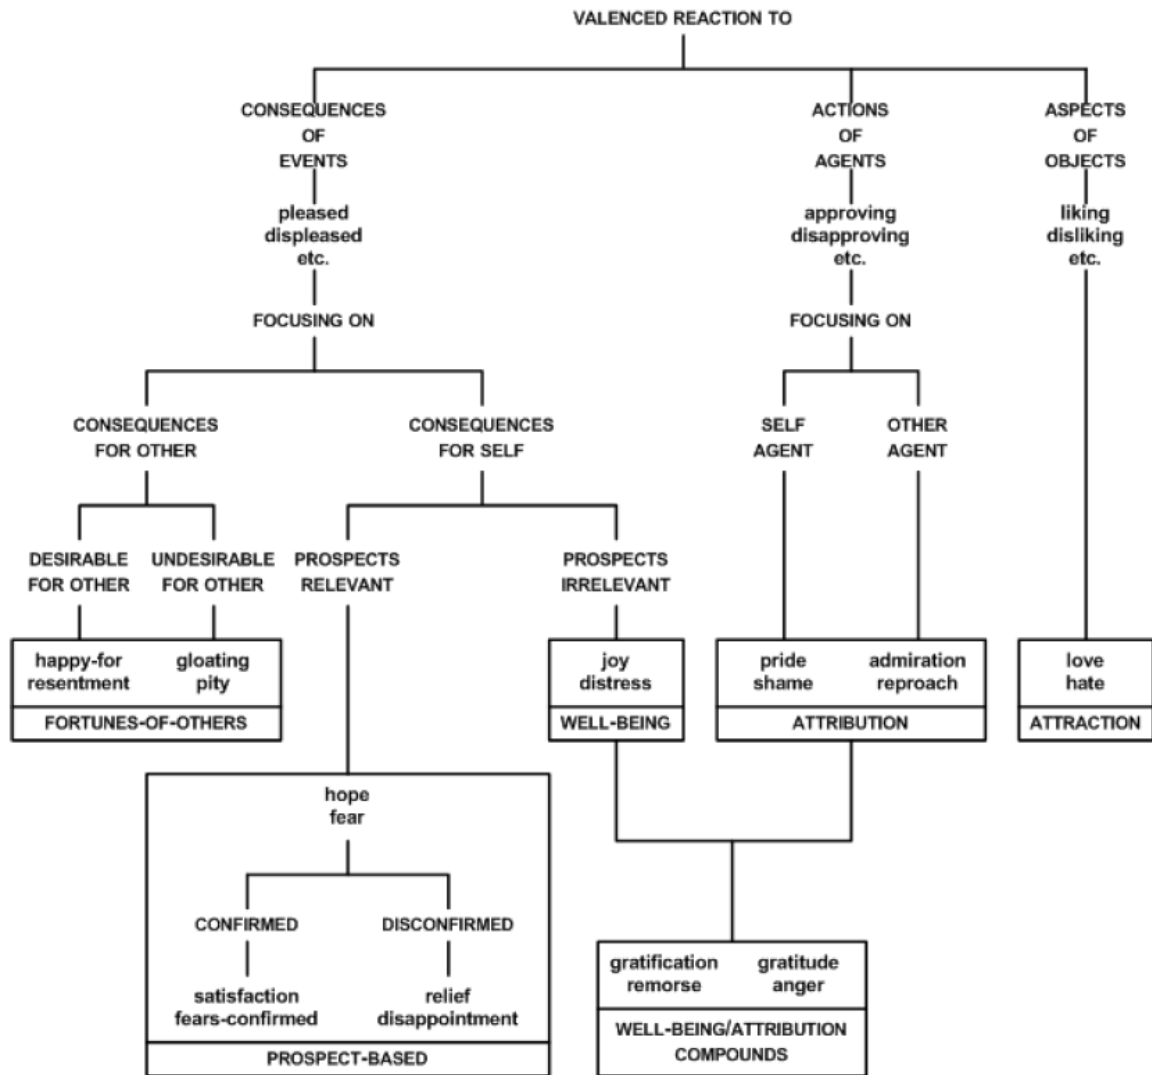 VALENCED REACTION TO
CONSEQUENCES
OF
EVENTS
ACTIONS
OF
AGENTS
ASPECTS
OF
OBJECTS
pleased
displeased
etc.
approving
disapproving
etc.
liking
disliking
etc.
FOCUSING ON
FOCUSING ON
CONSEQUENCES
FOR OTHER
CONSEQUENCES
FOR SELF
SELF
AGENT
OTHER
AGENT
DESIRABLE
FOR OTHER
UNDESIRABLE
FOR OTHER
PROSPECTS
RELEVANT
PROSPECTS
IRRELEVANT
happy-for
resentment
gloating
pity
FORTUNES-OF-OTHERS
joy
distress
WELL-BEING
pride
shame
admiration
reproach
ATTRIBUTION
love
hate
ATTRACTION
hope
fear
CONFIRMED
DISCONFIRMED
satisfaction
fears-confirmed
relief
disappointment
PROSPECT-BASED
gratification
remorse
gratitude
anger
WELL-BEING/ATTRIBUTION
COMPOUNDS